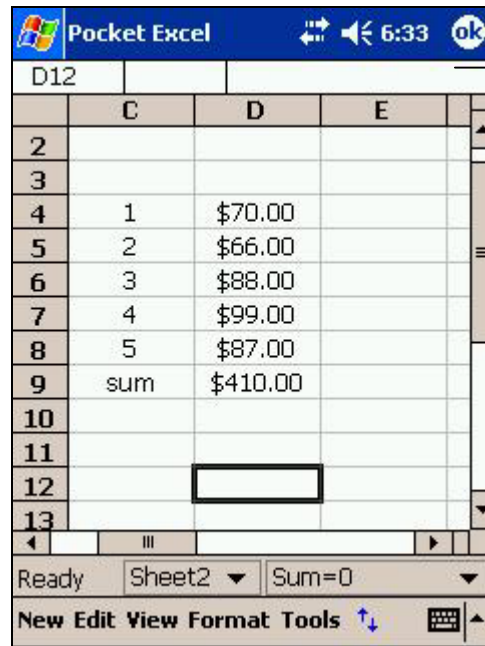 Pocket Excel 6:33 ok
D12
C D E
2
3
4 1 $70.00
5 2 $66.00
6 3 $88.00
7 4 $99.00
8 5 $87.00
9 sum $410.00
10
11
12
13
Ready Sheet2 Sum=0
New Edit View Format Tools